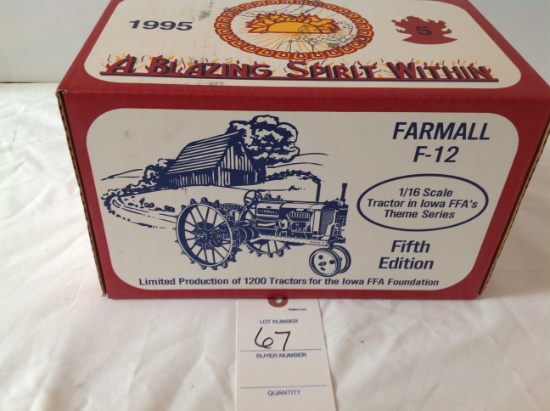 1995
5
A BLAZING SPIRIT WITHIN
FARMALL
F-12
1/16 Scale
Tractor in Iowa FFA's
Theme Series
FARMALL
Fifth
Edition
Limited Production of 1200 Tractors for the Iowa FFA Foundation
LOT NUMBER
67
BUYER NUMBER
QUANTITY